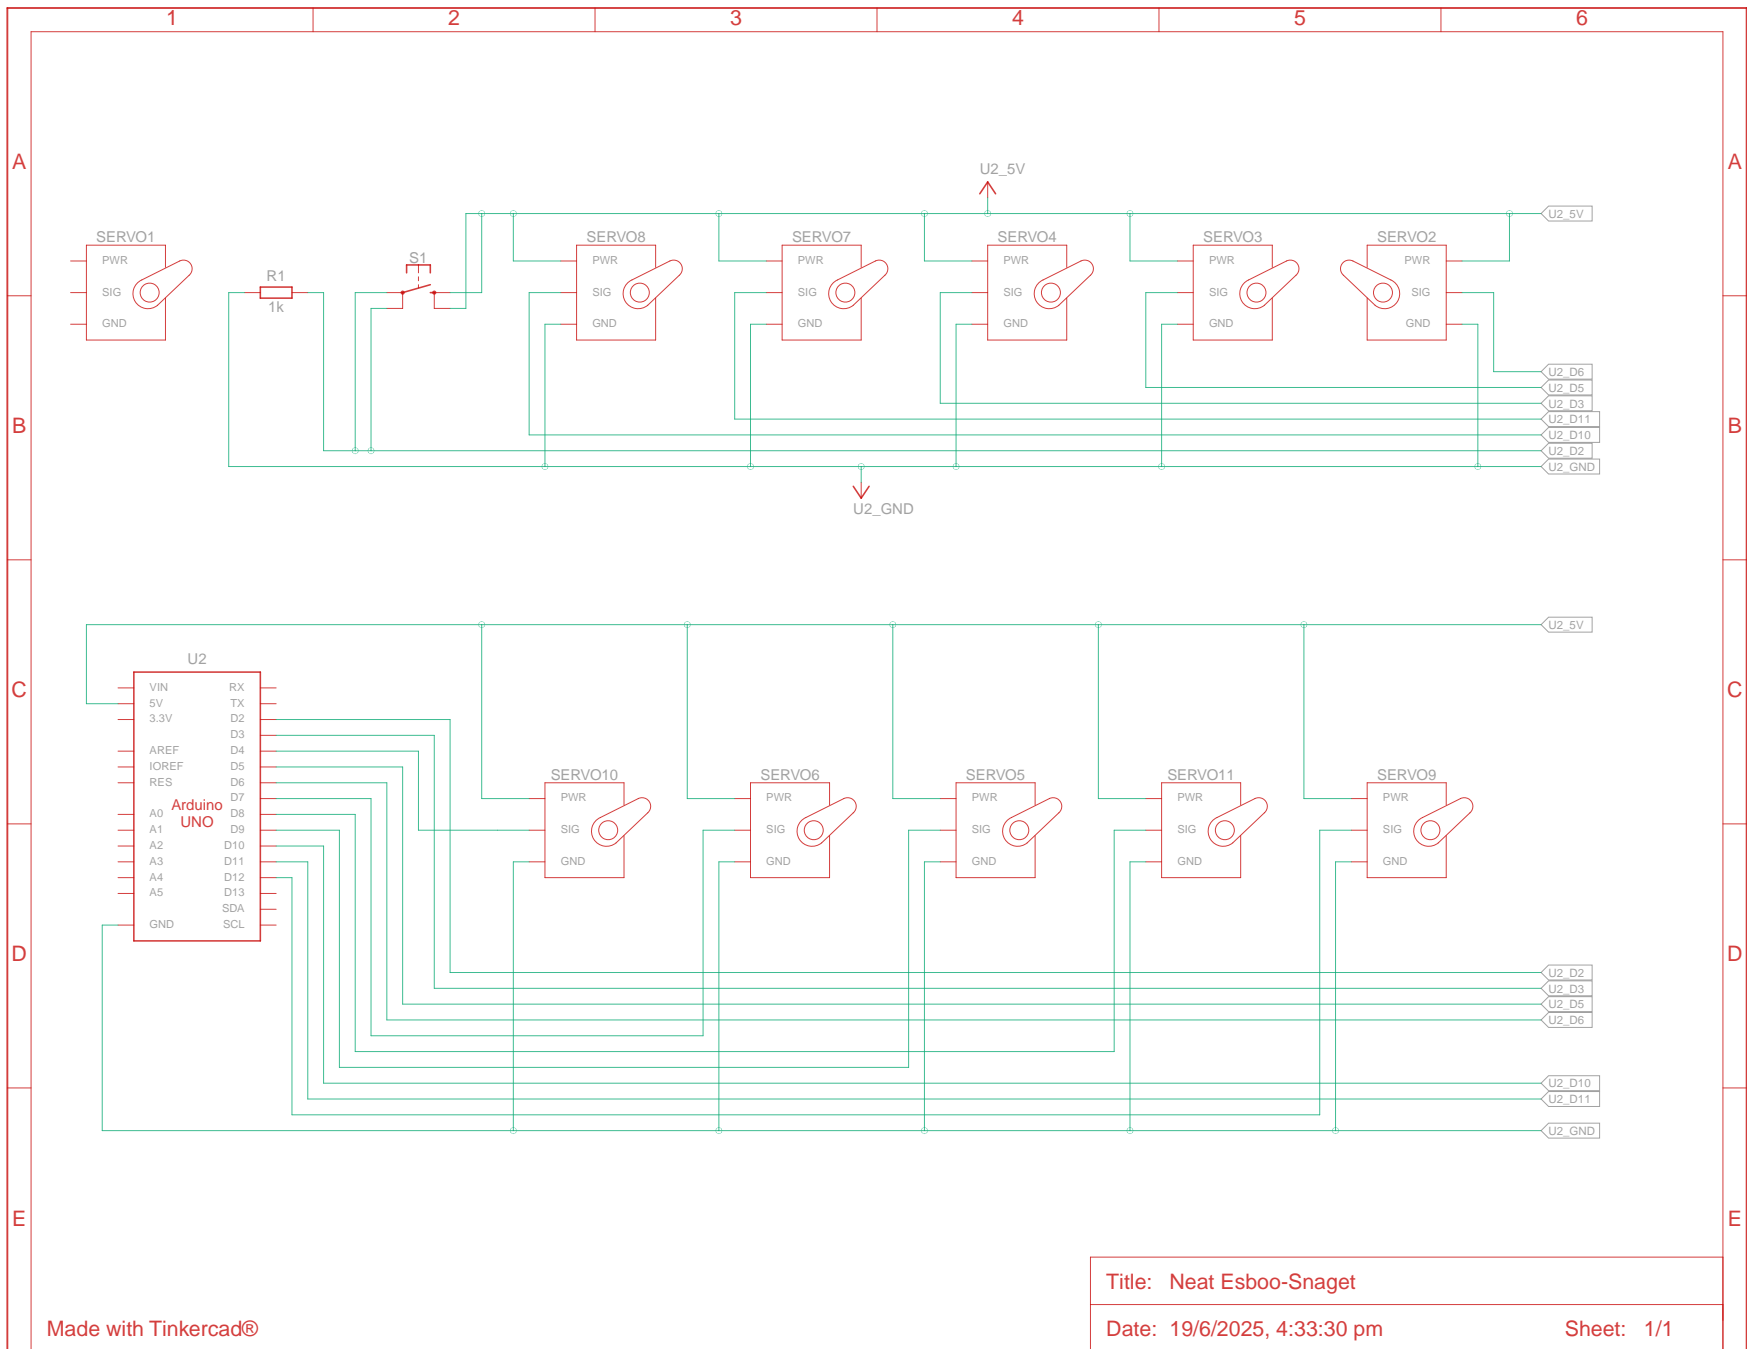 1 2 3 4 5 6
A A
U2_5V
U2_5V
SERVO1 SERVO8 SERVO7 SERVO4 SERVO3 SERVO2
S1
PWR PWR PWR PWR PWR PWR
R1
SIG SIG SIG SIG SIG SIG
1k
GND GND GND GND GND GND
U2_D6
U2_D5
U2_D3
U2_D11
B B
U2_D10
U2_D2
U2_GND
U2_GND
U2_5V
U2
C C
VIN RX
5V TX
3.3V D2
D3
AREF D4
IOREF D5
RES D6
D7
A0 D8
A1 D9
A2 D10
A3 D11
A4 D12
A5 D13
SDA
GND SCL
Arduino
UNO
SERVO10 SERVO6 SERVO5 SERVO11 SERVO9
PWR PWR PWR PWR PWR
SIG SIG SIG SIG SIG
GND GND GND GND GND
D D
U2_D2
U2_D3
U2_D5
U2_D6
U2_D10
U2_D11
U2_GND
E E
Title: Neat Esboo-Snaget
Made with Tinkercad®
Date: 19/6/2025, 4:33:30 pm Sheet: 1/1